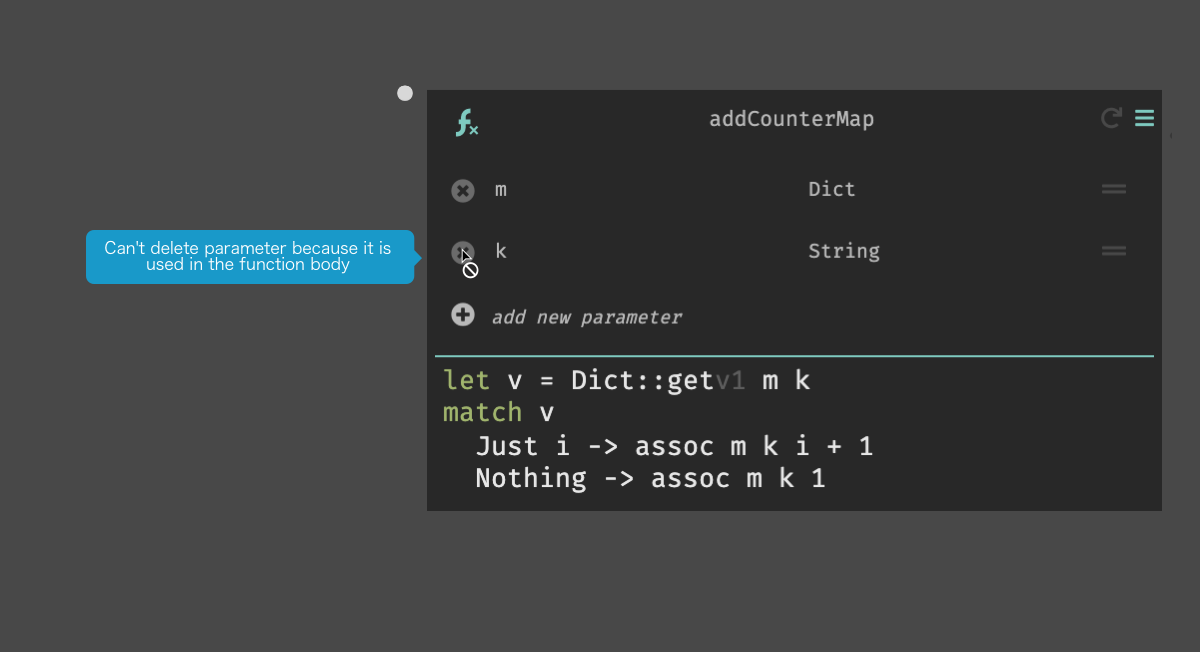 fx addCounterMap
m Dict
Can't delete parameter because it is
used in the function body
k String
add new parameter
let v = Dict::getv1 m k
match v
  Just i -> assoc m k i + 1
  Nothing -> assoc m k 1